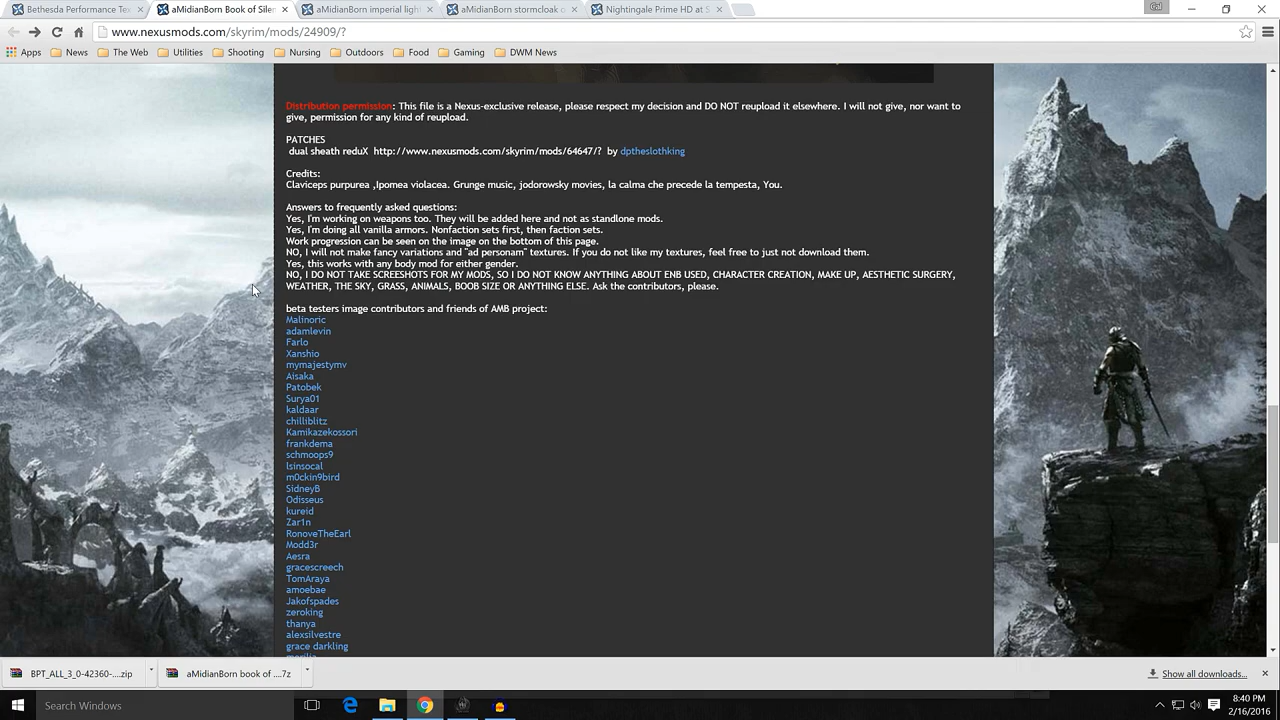 Bethesda Performance Te
aMidianBorn Book of Siler
aMidianBorn imperial light
aMidianBorn stormcloak o
Nightingale Prime HD at S
www.nexusmods.com/skyrim/mods/24909/?
Apps News The Web Utilities Shooting Nursing Outdoors Food Gaming DWM News
Distribution permission: This file is a Nexus-exclusive release, please respect my decision and DO NOT reupload it elsewhere. I will not give, nor want to
give, permission for any kind of reupload.
PATCHES
dual sheath reduX http://www.nexusmods.com/skyrim/mods/64647/? by dptheslothking
Credits:
Claviceps purpurea ,Ipomea violacea. Grunge music, jodorowsky movies, la calma che precede la tempesta, You.
Answers to frequently asked questions:
Yes, I'm working on weapons too. They will be added here and not as standlone mods.
Yes, I'm doing all vanilla armors. Nonfaction sets first, then faction sets.
Work progression can be seen on the image on the bottom of this page.
NO, I will not make fancy variations and "ad personam" textures. If you do not like my textures, feel free to just not download them.
Yes, this works with any body mod for either gender.
NO, I DO NOT TAKE SCREESHOTS FOR MY MODS, SO I DO NOT KNOW ANYTHING ABOUT ENB USED, CHARACTER CREATION, MAKE UP, AESTHETIC SURGERY,
WEATHER, THE SKY, GRASS, ANIMALS, BOOB SIZE OR ANYTHING ELSE. Ask the contributors, please.
beta testers image contributors and friends of AMB project:
Malinoric
adamlevin
Farlo
Xanshio
mymajestymv
Aisaka
Patobek
Surya01
kaldaar
chilliblitz
Kamikazekossori
frankdema
schmoops9
lsinsocal
m0ckin9bird
SidneyB
Odisseus
kureid
Zar1n
RonoveTheEarl
Modd3r
Aesra
gracescreech
TomAraya
amoebae
Jakofspades
zeroking
thanya
alexsilvestre
grace darkling
BPT_ALL_3_0-42360-....zip
aMidianBorn book of ....7z
Show all downloads...
Search Windows
8:40 PM
2/16/2016